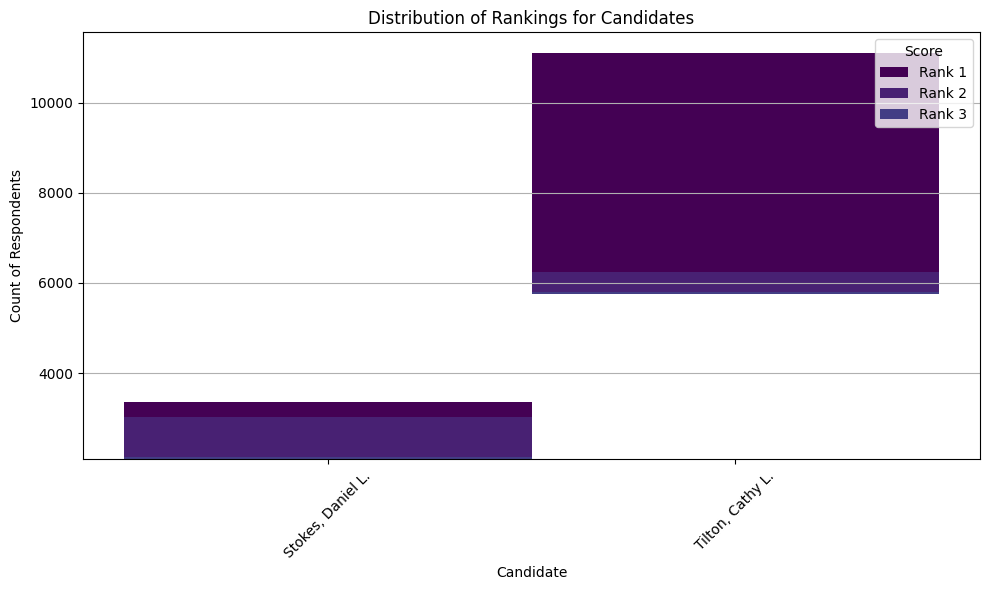 Distribution of Rankings for Candidates
Score
Rank 1
Rank 2
Rank 3
Count of Respondents
10000
8000
6000
4000
Stokes, Daniel L.
Tilton, Cathy L.
Candidate